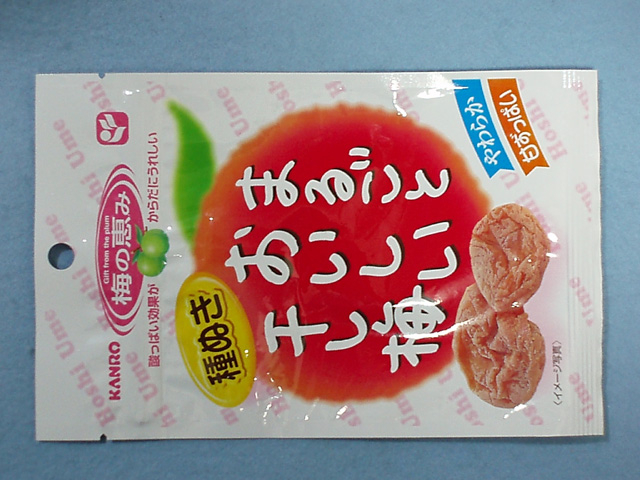 KANRO
Gift from the plum
梅の恵み
酸っぱい効果が からだにうれしい
まるごと
おいしい
干し梅
種ぬき
やわらか
甘ずっぱい
〈イメージ写真〉
Hoshi Ume